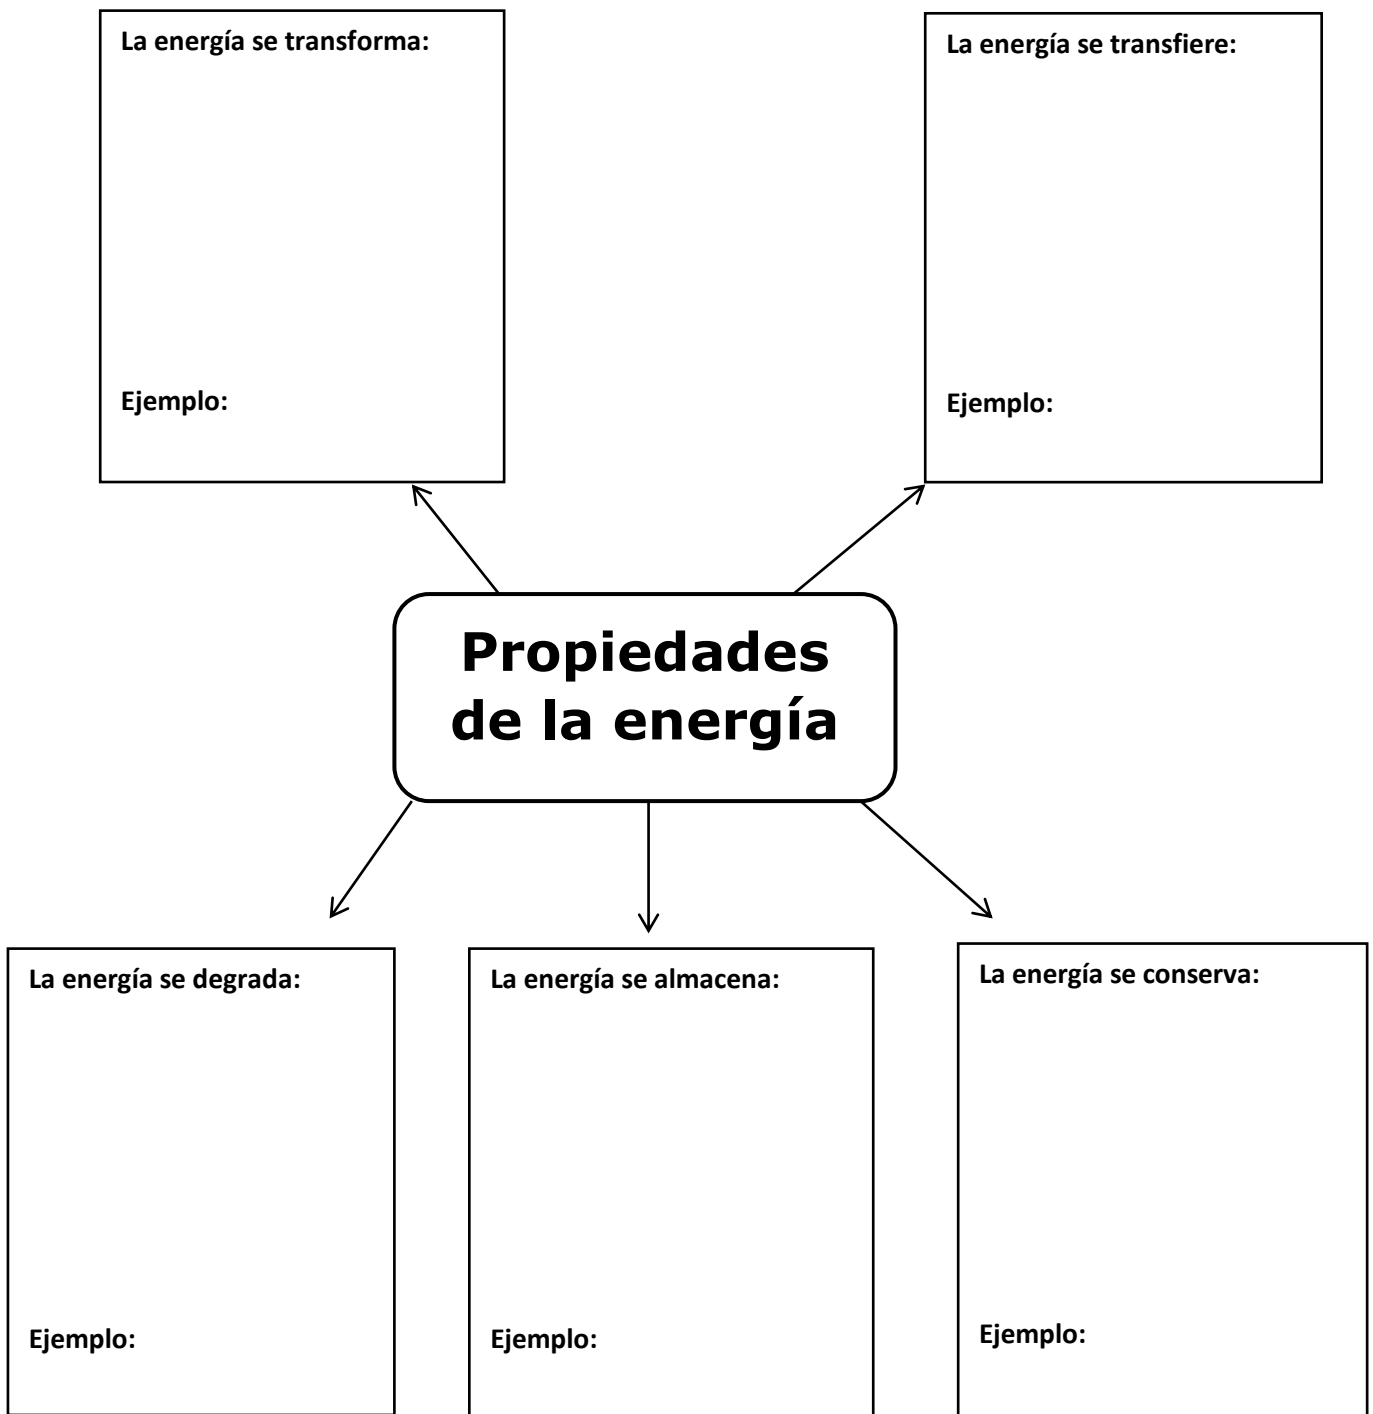 La energía se transforma:
Ejemplo:
La energía se transfiere:
Ejemplo:
Propiedades
de la energía
La energía se degrada:
Ejemplo:
La energía se almacena:
Ejemplo:
La energía se conserva:
Ejemplo: